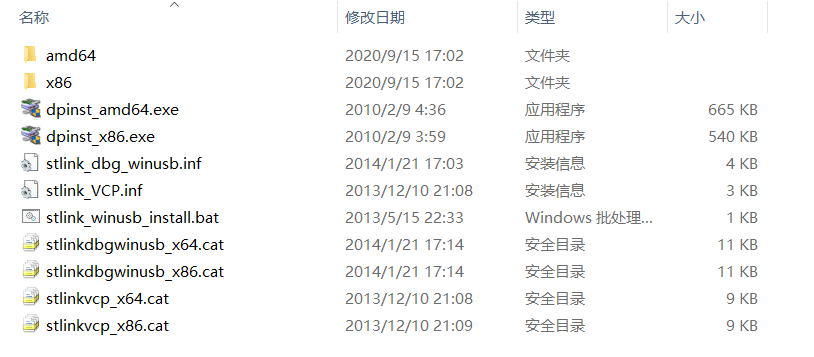 名称 修改日期 类型 大小
amd64 2020/9/15 17:02 文件夹
x86 2020/9/15 17:02 文件夹
dpinst_amd64.exe 2010/2/9 4:36 应用程序 665 KB
dpinst_x86.exe 2010/2/9 3:59 应用程序 540 KB
stlink_dbg_winusb.inf 2014/1/21 17:03 安装信息 4 KB
stlink_VCP.inf 2013/12/10 21:08 安装信息 3 KB
stlink_winusb_install.bat 2013/5/15 22:33 Windows 批处理... 1 KB
stlinkdbgwinusb_x64.cat 2014/1/21 17:14 安全目录 11 KB
stlinkdbgwinusb_x86.cat 2014/1/21 17:14 安全目录 11 KB
stlinkvcp_x64.cat 2013/12/10 21:08 安全目录 9 KB
stlinkvcp_x86.cat 2013/12/10 21:09 安全目录 9 KB